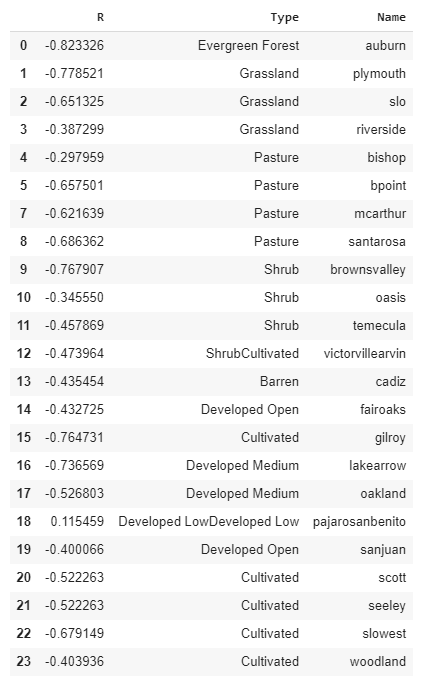 R Type Name
0 -0.823326 Evergreen Forest auburn
1 -0.778521 Grassland plymouth
2 -0.651325 Grassland slo
3 -0.387299 Grassland riverside
4 -0.297959 Pasture bishop
5 -0.657501 Pasture bpoint
7 -0.621639 Pasture mcarthur
8 -0.686362 Pasture santarosa
9 -0.767907 Shrub brownsvalley
10 -0.345550 Shrub oasis
11 -0.457869 Shrub temecula
12 -0.473964 ShrubCultivated victorvillearvin
13 -0.435454 Barren cadiz
14 -0.432725 Developed Open fairoaks
15 -0.764731 Cultivated gilroy
16 -0.736569 Developed Medium lakearrow
17 -0.526803 Developed Medium oakland
18 0.115459 Developed LowDeveloped Low pajarosanbenito
19 -0.400066 Developed Open sanjuan
20 -0.522263 Cultivated scott
21 -0.522263 Cultivated seeley
22 -0.679149 Cultivated slowest
23 -0.403936 Cultivated woodland